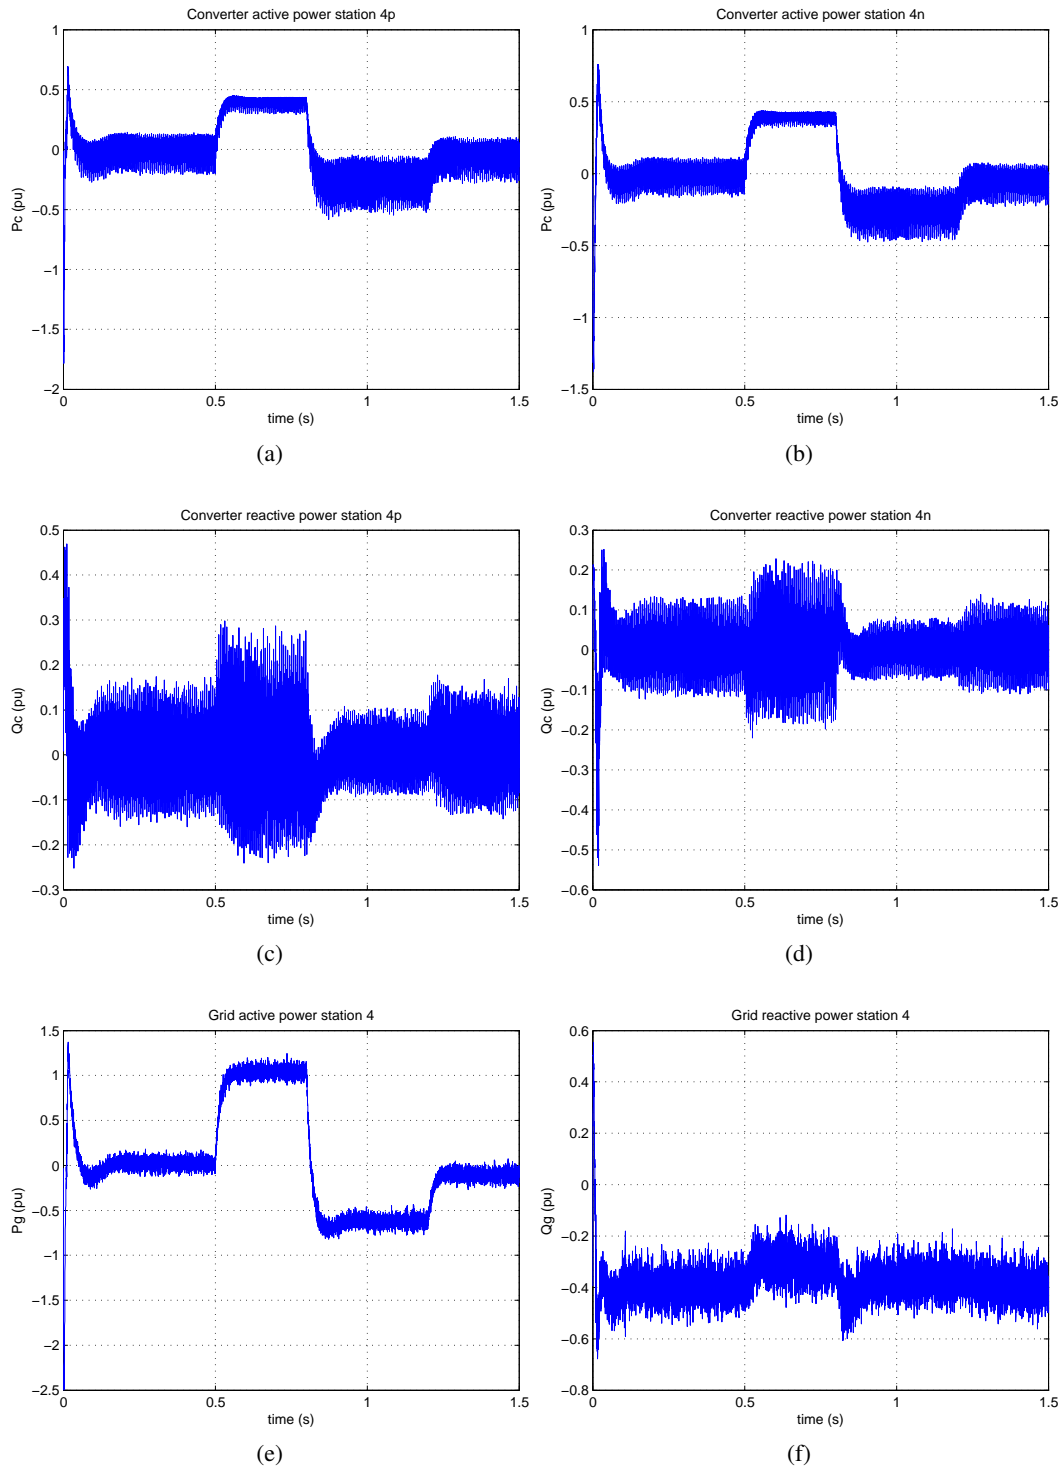 Converter active power station 4p
1
0.5
0
−0.5
−1
−1.5
−2
Pc (pu)
0 0.5 1 1.5
time (s)
(a)
Converter active power station 4n
1
0.5
0
−0.5
−1
−1.5
Pc (pu)
0 0.5 1 1.5
time (s)
(b)
Converter reactive power station 4p
0.5
0.4
0.3
0.2
0.1
0
−0.1
−0.2
−0.3
Qc (pu)
0 0.5 1 1.5
time (s)
(c)
Converter reactive power station 4n
0.3
0.2
0.1
0
−0.1
−0.2
−0.3
−0.4
−0.5
−0.6
Qc (pu)
0 0.5 1 1.5
time (s)
(d)
Grid active power station 4
1.5
1
0.5
0
−0.5
−1
−1.5
−2
−2.5
Pg (pu)
0 0.5 1 1.5
time (s)
(e)
Grid reactive power station 4
0.6
0.4
0.2
0
−0.2
−0.4
−0.6
−0.8
Qg (pu)
0 0.5 1 1.5
time (s)
(f)